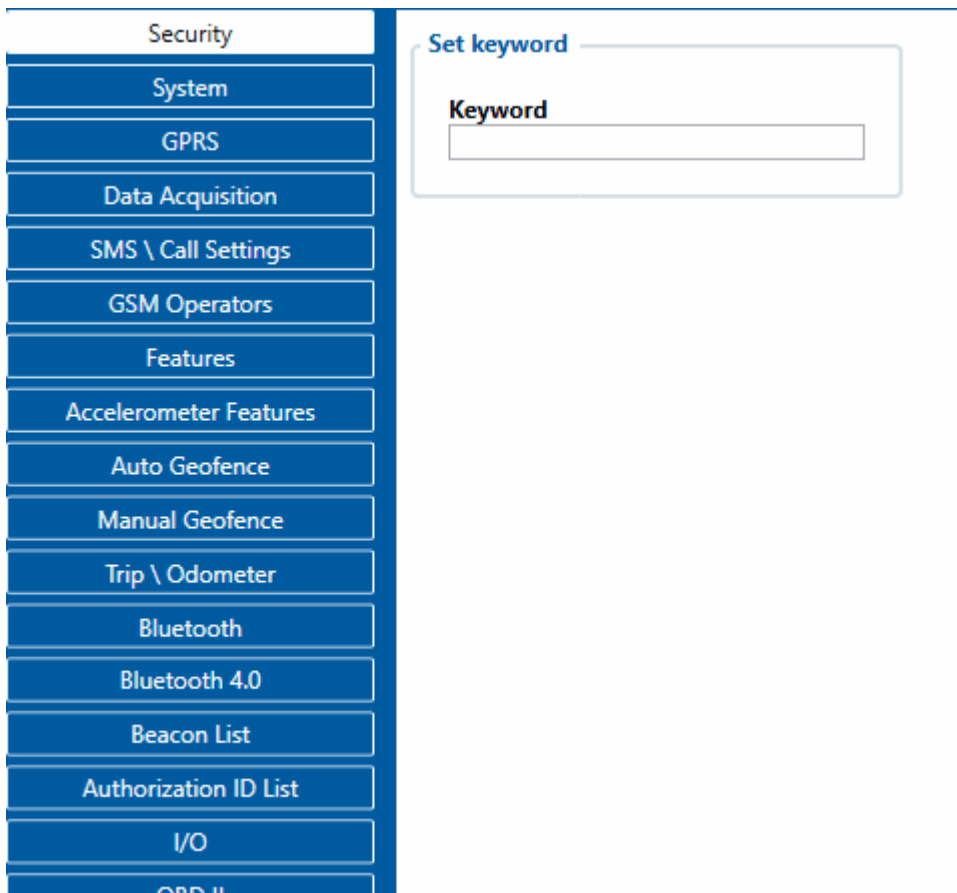 Security
System
GPRS
Data Acquisition
SMS \ Call Settings
GSM Operators
Features
Accelerometer Features
Auto Geofence
Manual Geofence
Trip \ Odometer
Bluetooth
Bluetooth 4.0
Beacon List
Authorization ID List
I/O
Set keyword
Keyword